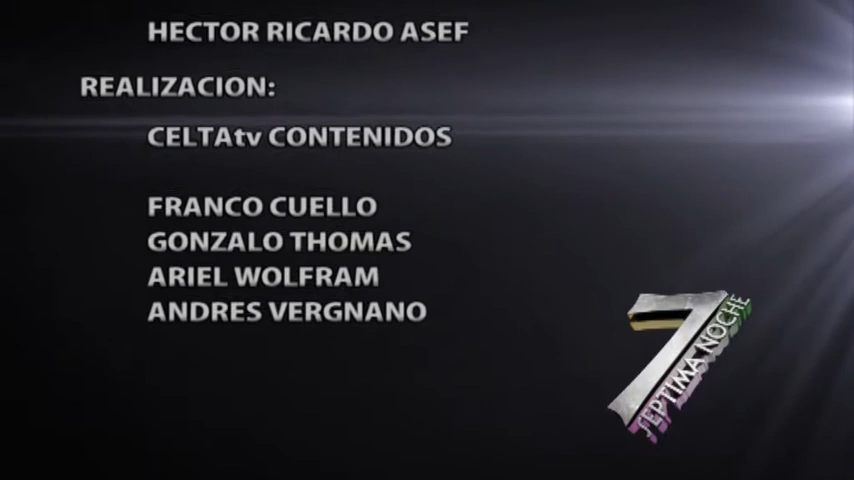 HECTOR RICARDO ASEF
REALIZACION:
CELTAtv CONTENIDOS
FRANCO CUELLO
GONZALO THOMAS
ARIEL WOLFRAM
ANDRES VERGNANO
7
SEPTIMA NOCHE